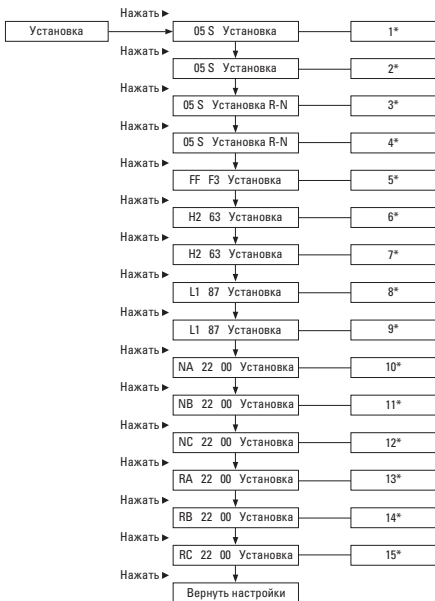 Нажать ►
Установка 05 S Установка 1*
Нажать ►
05 S Установка 2*
Нажать ►
05 S Установка R-N 3*
Нажать ►
05 S Установка R-N 4*
Нажать ►
FF F3 Установка 5*
Нажать ►
H2 63 Установка 6*
Нажать ►
H2 63 Установка 7*
Нажать ►
L1 87 Установка 8*
Нажать ►
L1 87 Установка 9*
Нажать ►
NA 22 00 Установка 10*
Нажать ►
NB 22 00 Установка 11*
Нажать ►
NC 22 00 Установка 12*
Нажать ►
RA 22 00 Установка 13*
Нажать ►
RB 22 00 Установка 14*
Нажать ►
RC 22 00 Установка 15*
Нажать ►
Вернуть настройки